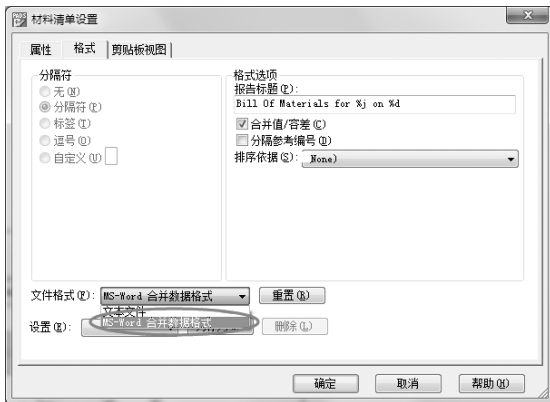 PADS 材料清单设置
属性 格式 剪贴板视图
分隔符
无(N)
分隔符(P)
标签(T)
逗号(O)
自定义(U)
格式选项
报告标题(P):
Bill Of Materials for %j on %d
合并值/容差(C)
分隔参考编号(D)
排序依据(S): None)
文件格式(F): MS-Word 合并数据格式 重置(R)
文本文件
MS-Word 合并数据格式
设置(E): 删除(L)
确定 取消 帮助(H)